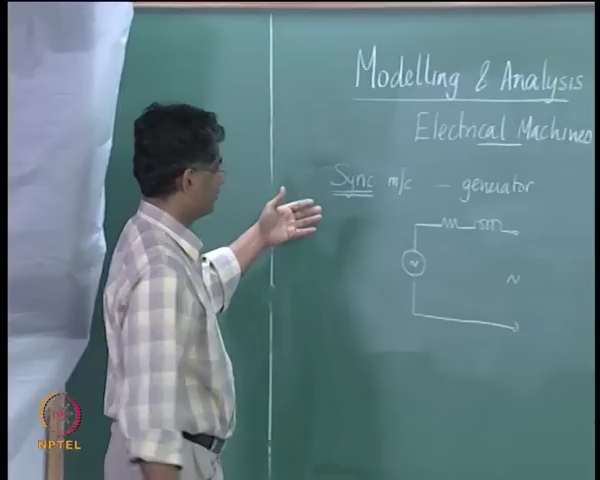 Modelling & Analysis
Electrical Machines
Sync m/c - generator
~
~
NPTEL